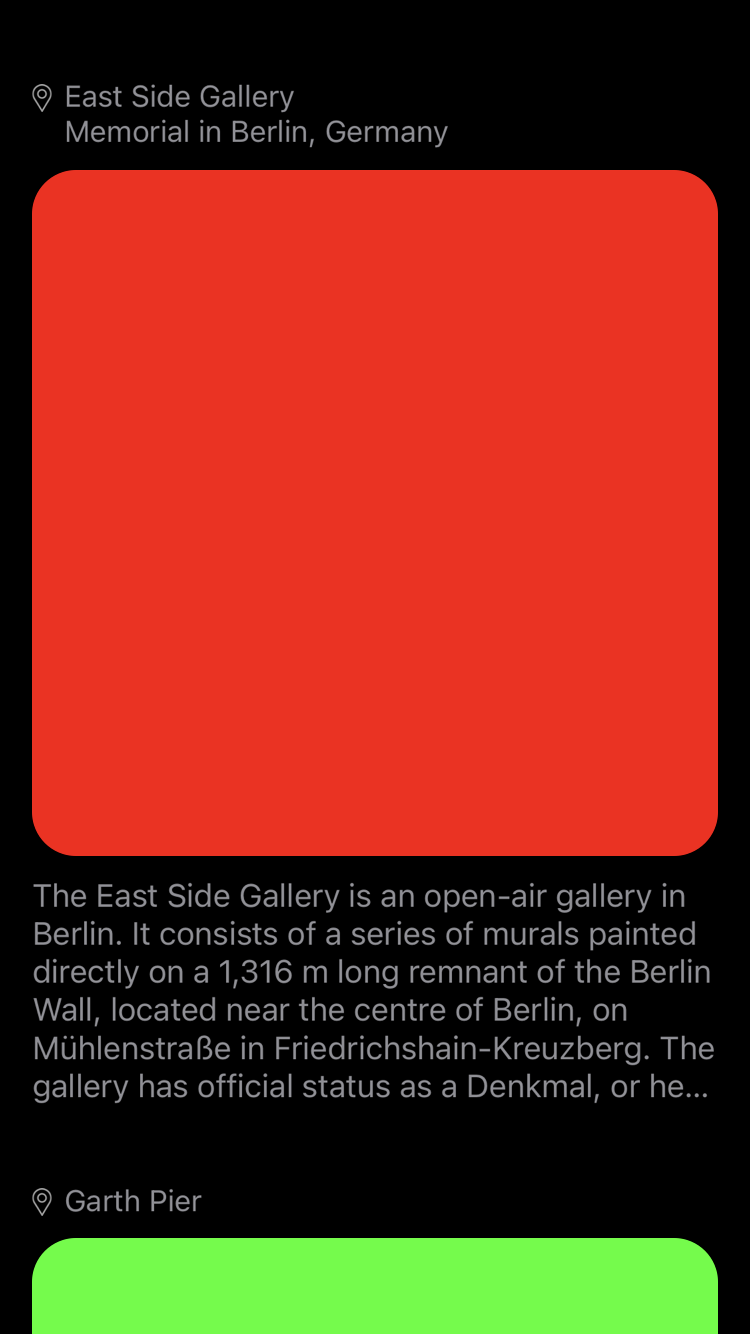 East Side Gallery
Memorial in Berlin, Germany
The East Side Gallery is an open-air gallery in
Berlin. It consists of a series of murals painted
directly on a 1,316 m long remnant of the Berlin
Wall, located near the centre of Berlin, on
Mühlenstraße in Friedrichshain-Kreuzberg. The
gallery has official status as a Denkmal, or he...
Garth Pier